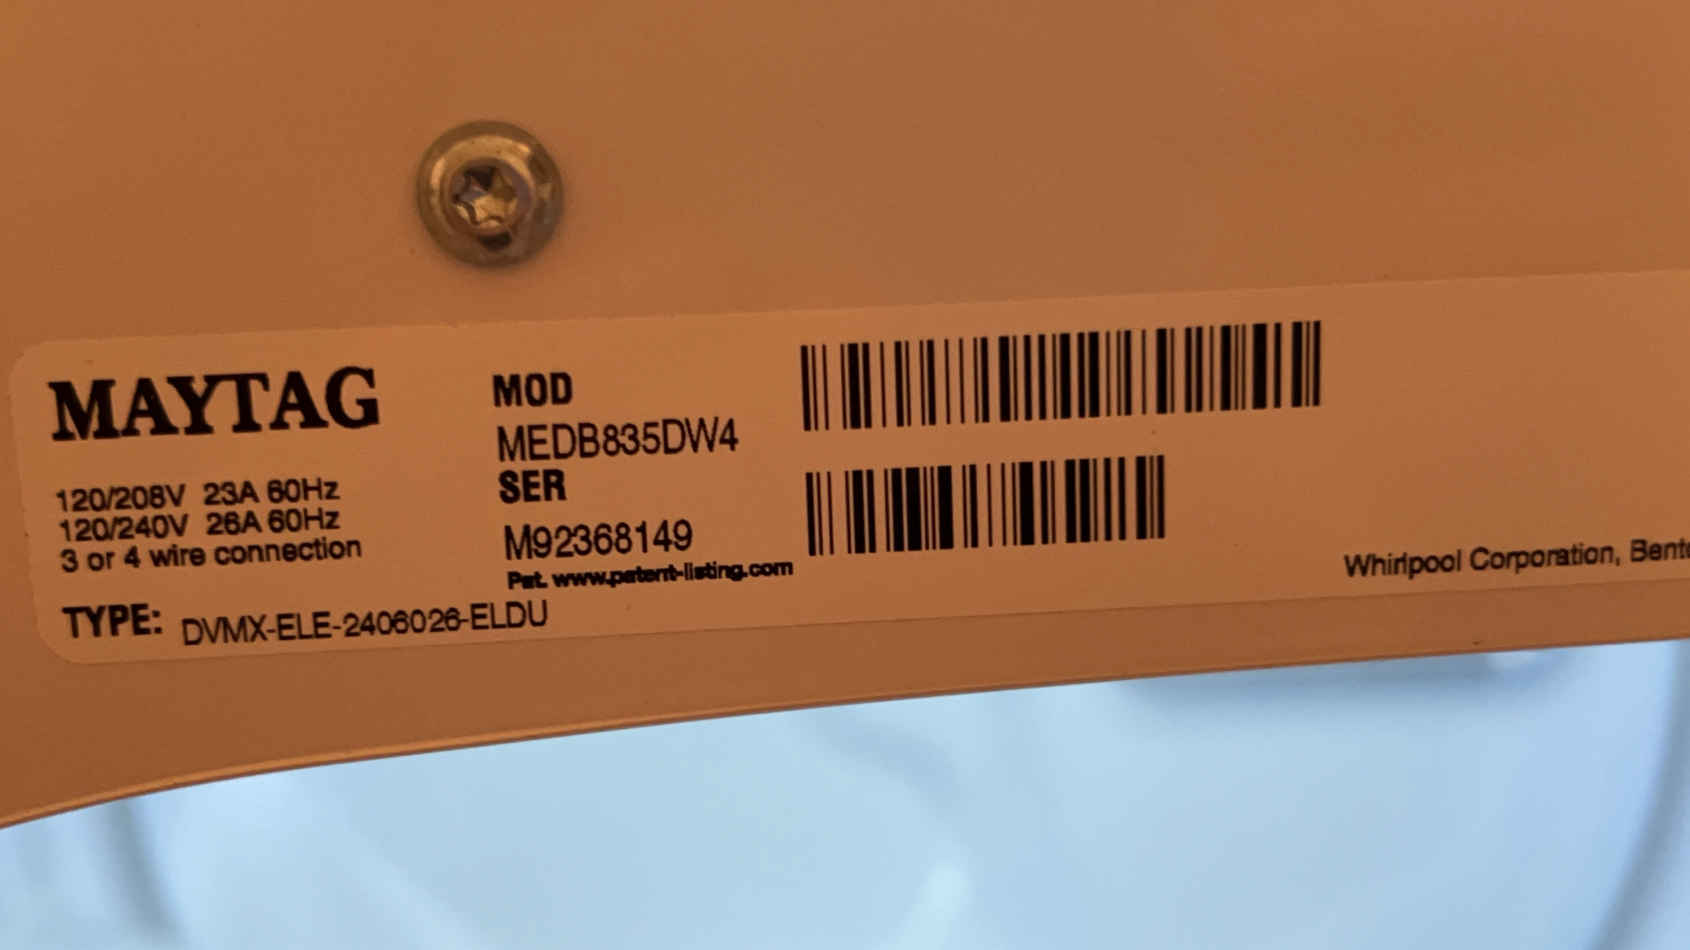 MAYTAG
120/208V 23A 60Hz
120/240V 26A 60Hz
3 or 4 wire connection
TYPE: DVMX-ELE-2406026-ELDU
MOD
MEDB835DW4
SER
M92368149
Pat. www.patent-listing.com
Whirlpool Corporation,